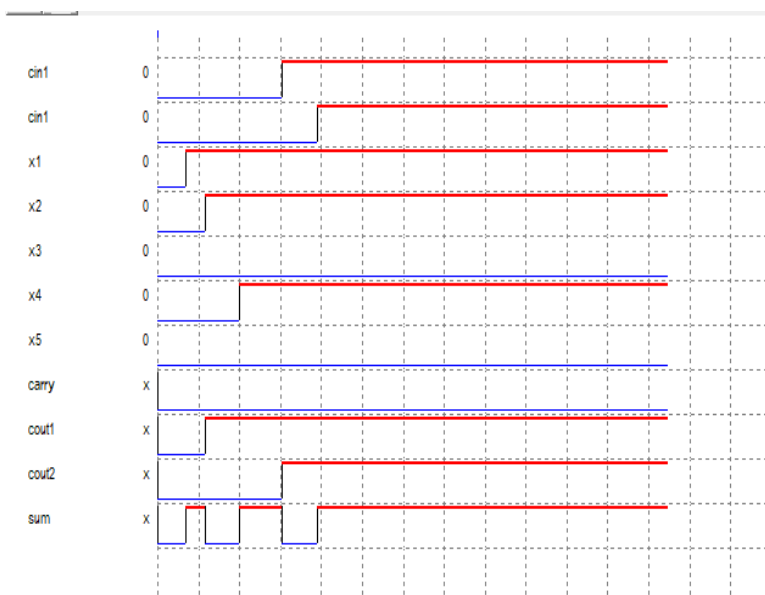 cin1 0
cin1 0
x1 0
x2 0
x3 0
x4 0
x5 0
carry x
cout1 x
cout2 x
sum x